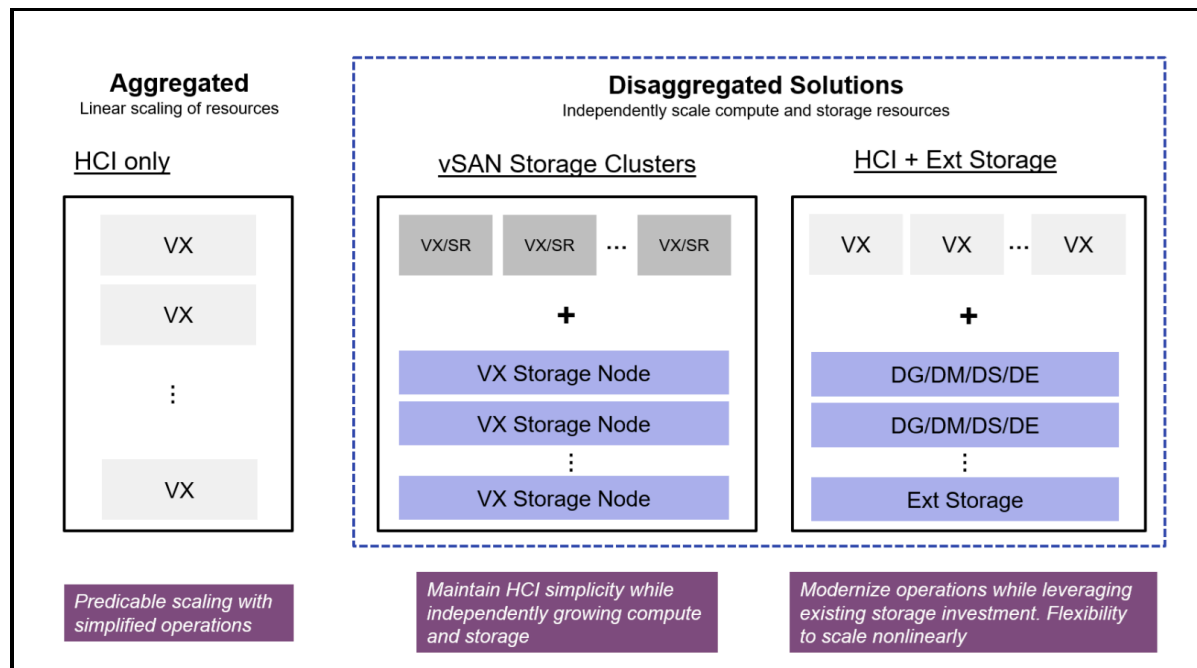 Aggregated
Linear scaling of resources
HCI only
VX
VX
⋮
VX
Predicable scaling with
simplified operations
Disaggregated Solutions
Independently scale compute and storage resources
vSAN Storage Clusters
VX/SR VX/SR ... VX/SR
+
VX Storage Node
VX Storage Node
⋮
VX Storage Node
Maintain HCI simplicity while
independently growing compute
and storage
HCI + Ext Storage
VX VX ... VX
+
DG/DM/DS/DE
DG/DM/DS/DE
⋮
Ext Storage
Modernize operations while leveraging
existing storage investment. Flexibility
to scale nonlinearly